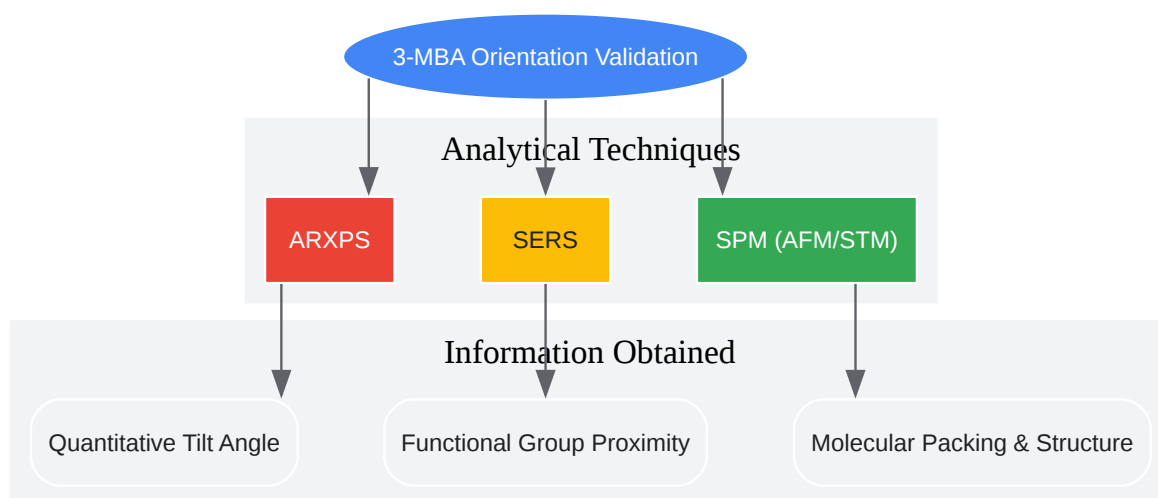 3-MBA Orientation Validation
Analytical Techniques
ARXPS
SERS
SPM (AFM/STM)
Information Obtained
Quantitative Tilt Angle
Functional Group Proximity
Molecular Packing & Structure